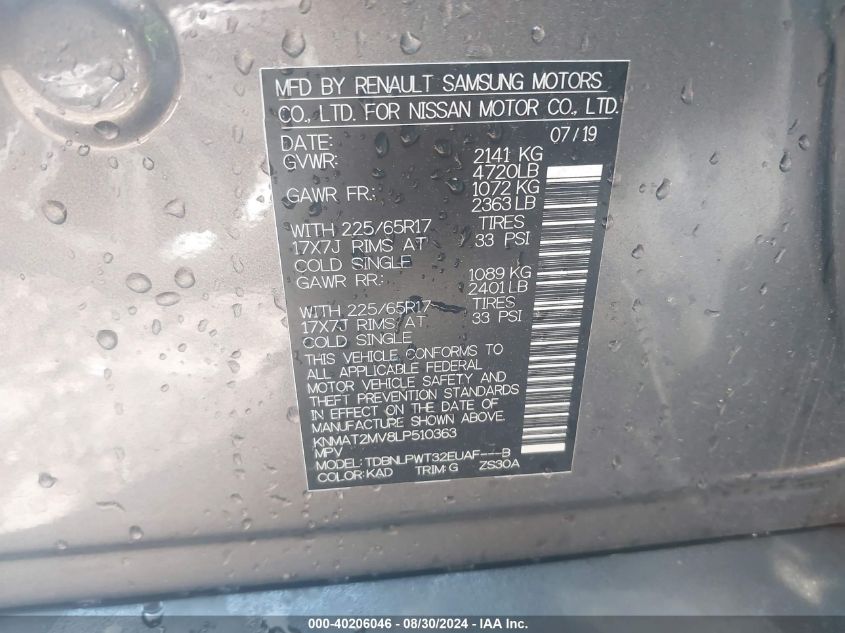 MFD BY RENAULT SAMSUNG MOTORS
CO., LTD. FOR NISSAN MOTOR CO., LTD.
DATE: 07/19
GVWR: 2141 KG
4720LB
GAWR FR: 1072 KG
2363 LB
WITH 225/65R17 TIRES
17X7J RIMS AT 33 PSI
COLD SINGLE
GAWR RR: 1089 KG
2401 LB
WITH 225/65R17 TIRES
17X7J RIMS AT 33 PSI
COLD SINGLE
THIS VEHICLE CONFORMS TO
ALL APPLICABLE FEDERAL
MOTOR VEHICLE SAFETY AND
THEFT PREVENTION STANDARDS
IN EFFECT ON THE DATE OF
MANUFACTURE SHOWN ABOVE.
KNMAT2MV8LP510363
MPV
MODEL: TDBNLPWT32EUAF---B
COLOR: KAD TRIM: G ZS30A
000-40206046 - 08/30/2024 - IAA Inc.